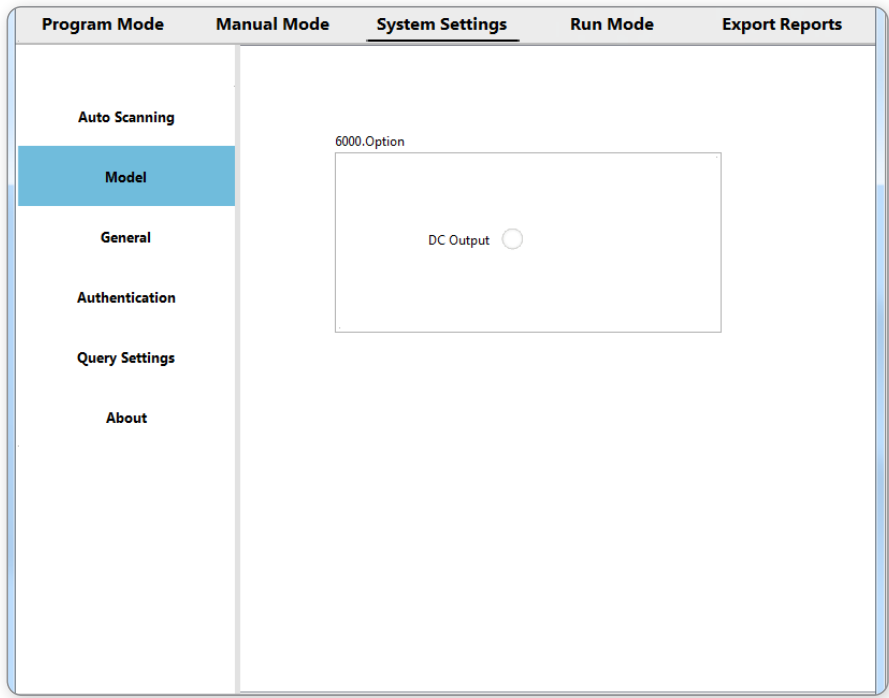 Program Mode Manual Mode System Settings Run Mode Export Reports
Auto Scanning
Model
General
Authentication
Query Settings
About
6000.Option
DC Output